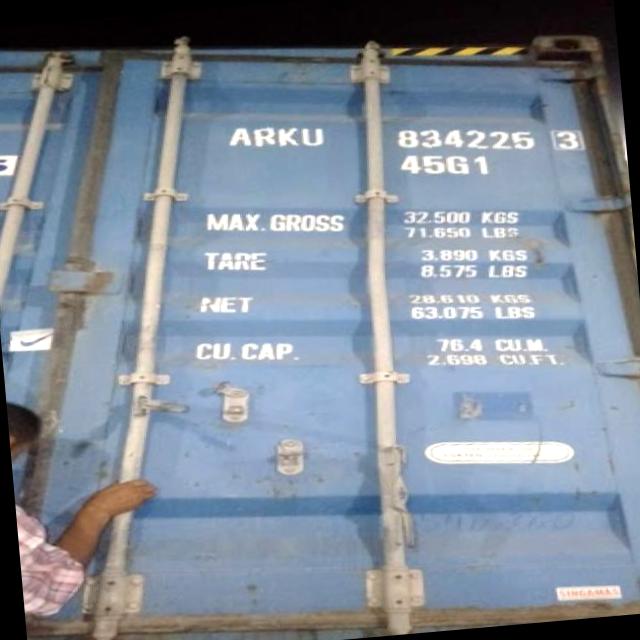 ARKU 834225 3
45G1
MAX. GROSS 32.500 KGS
71.650 LBS
TARE 3.890 KGS
8.575 LBS
NET 28.610 KGS
63.075 LBS
CU. CAP. 76.4 CU.M.
2.698 CU.FT.
SINGAMAS